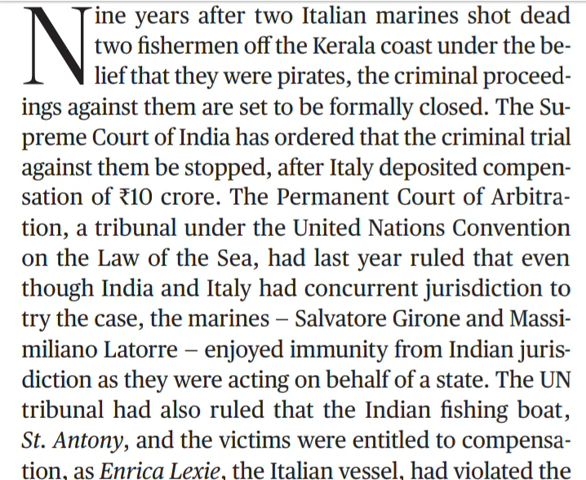 Nine years after two Italian marines shot dead
two fishermen off the Kerala coast under the be-
lief that they were pirates, the criminal proceed-
ings against them are set to be formally closed. The Su-
preme Court of India has ordered that the criminal trial
against them be stopped, after Italy deposited compen-
sation of ₹10 crore. The Permanent Court of Arbitra-
tion, a tribunal under the United Nations Convention
on the Law of the Sea, had last year ruled that even
though India and Italy had concurrent jurisdiction to
try the case, the marines – Salvatore Girone and Massi-
miliano Latorre – enjoyed immunity from Indian juris-
diction as they were acting on behalf of a state. The UN
tribunal had also ruled that the Indian fishing boat,
St. Antony, and the victims were entitled to compensa-
tion, as Enrica Lexie, the Italian vessel, had violated the